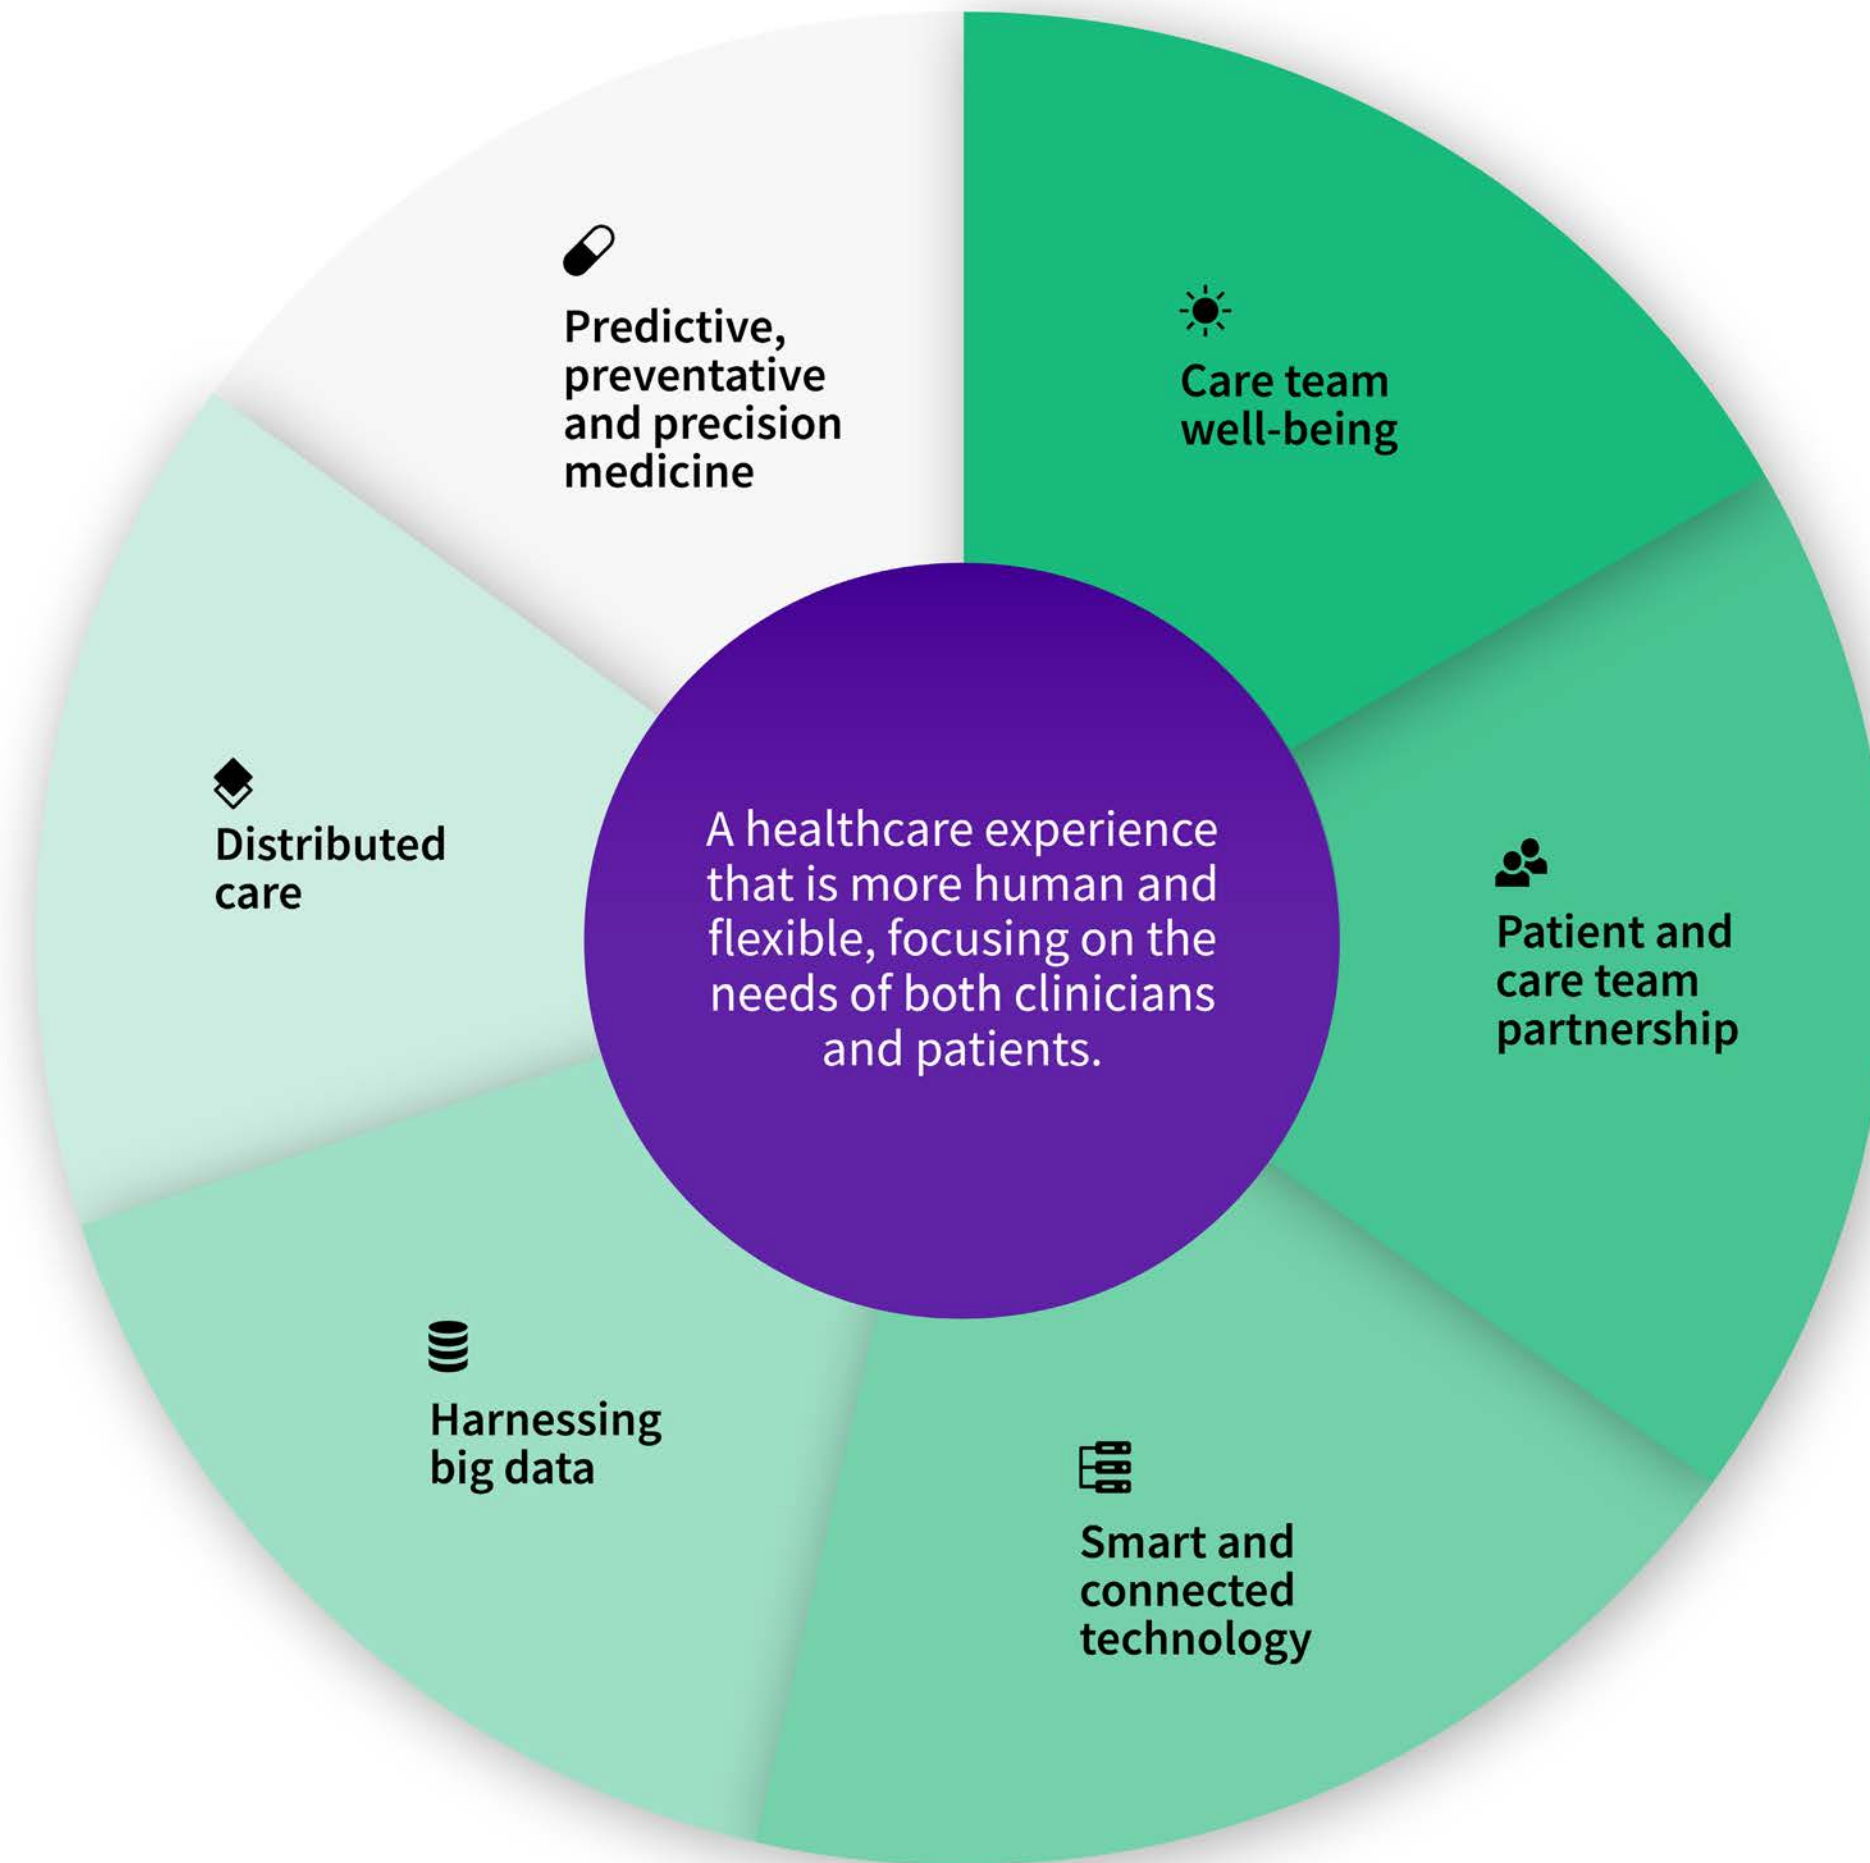 Predictive,
preventative
and precision
medicine
Care team
well-being
Distributed
care
A healthcare experience
that is more human and
flexible, focusing on the
needs of both clinicians
and patients.
Patient and
care team
partnership
Harnessing
big data
Smart and
connected
technology